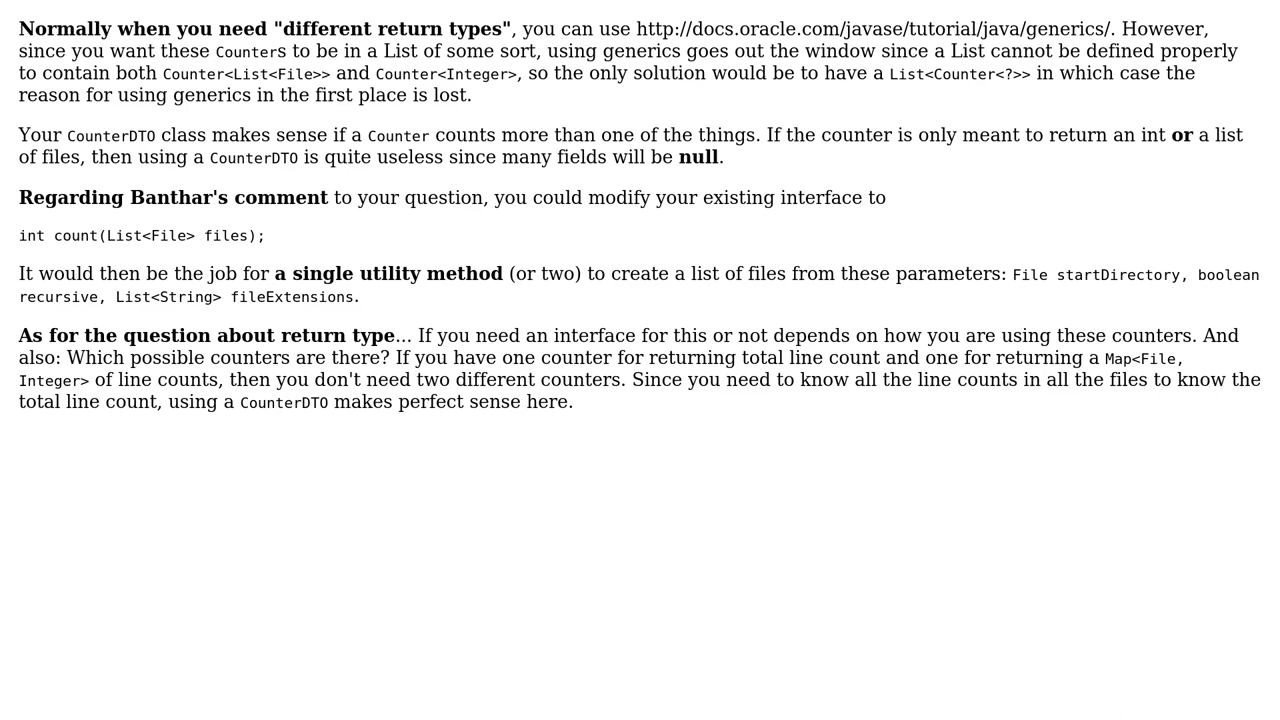 Normally when you need "different return types", you can use http://docs.oracle.com/javase/tutorial/java/generics/. However,
since you want these Counters to be in a List of some sort, using generics goes out the window since a List cannot be defined properly
to contain both Counter<List<File>> and Counter<Integer>, so the only solution would be to have a List<Counter<?>> in which case the
reason for using generics in the first place is lost.
Your CounterDTO class makes sense if a Counter counts more than one of the things. If the counter is only meant to return an int or a list
of files, then using a CounterDTO is quite useless since many fields will be null.
Regarding Banthar's comment to your question, you could modify your existing interface to
int count(List<File> files);
It would then be the job for a single utility method (or two) to create a list of files from these parameters: File startDirectory, boolean
recursive, List<String> fileExtensions.
As for the question about return type... If you need an interface for this or not depends on how you are using these counters. And
also: Which possible counters are there? If you have one counter for returning total line count and one for returning a Map<File,
Integer> of line counts, then you don't need two different counters. Since you need to know all the line counts in all the files to know the
total line count, using a CounterDTO makes perfect sense here.